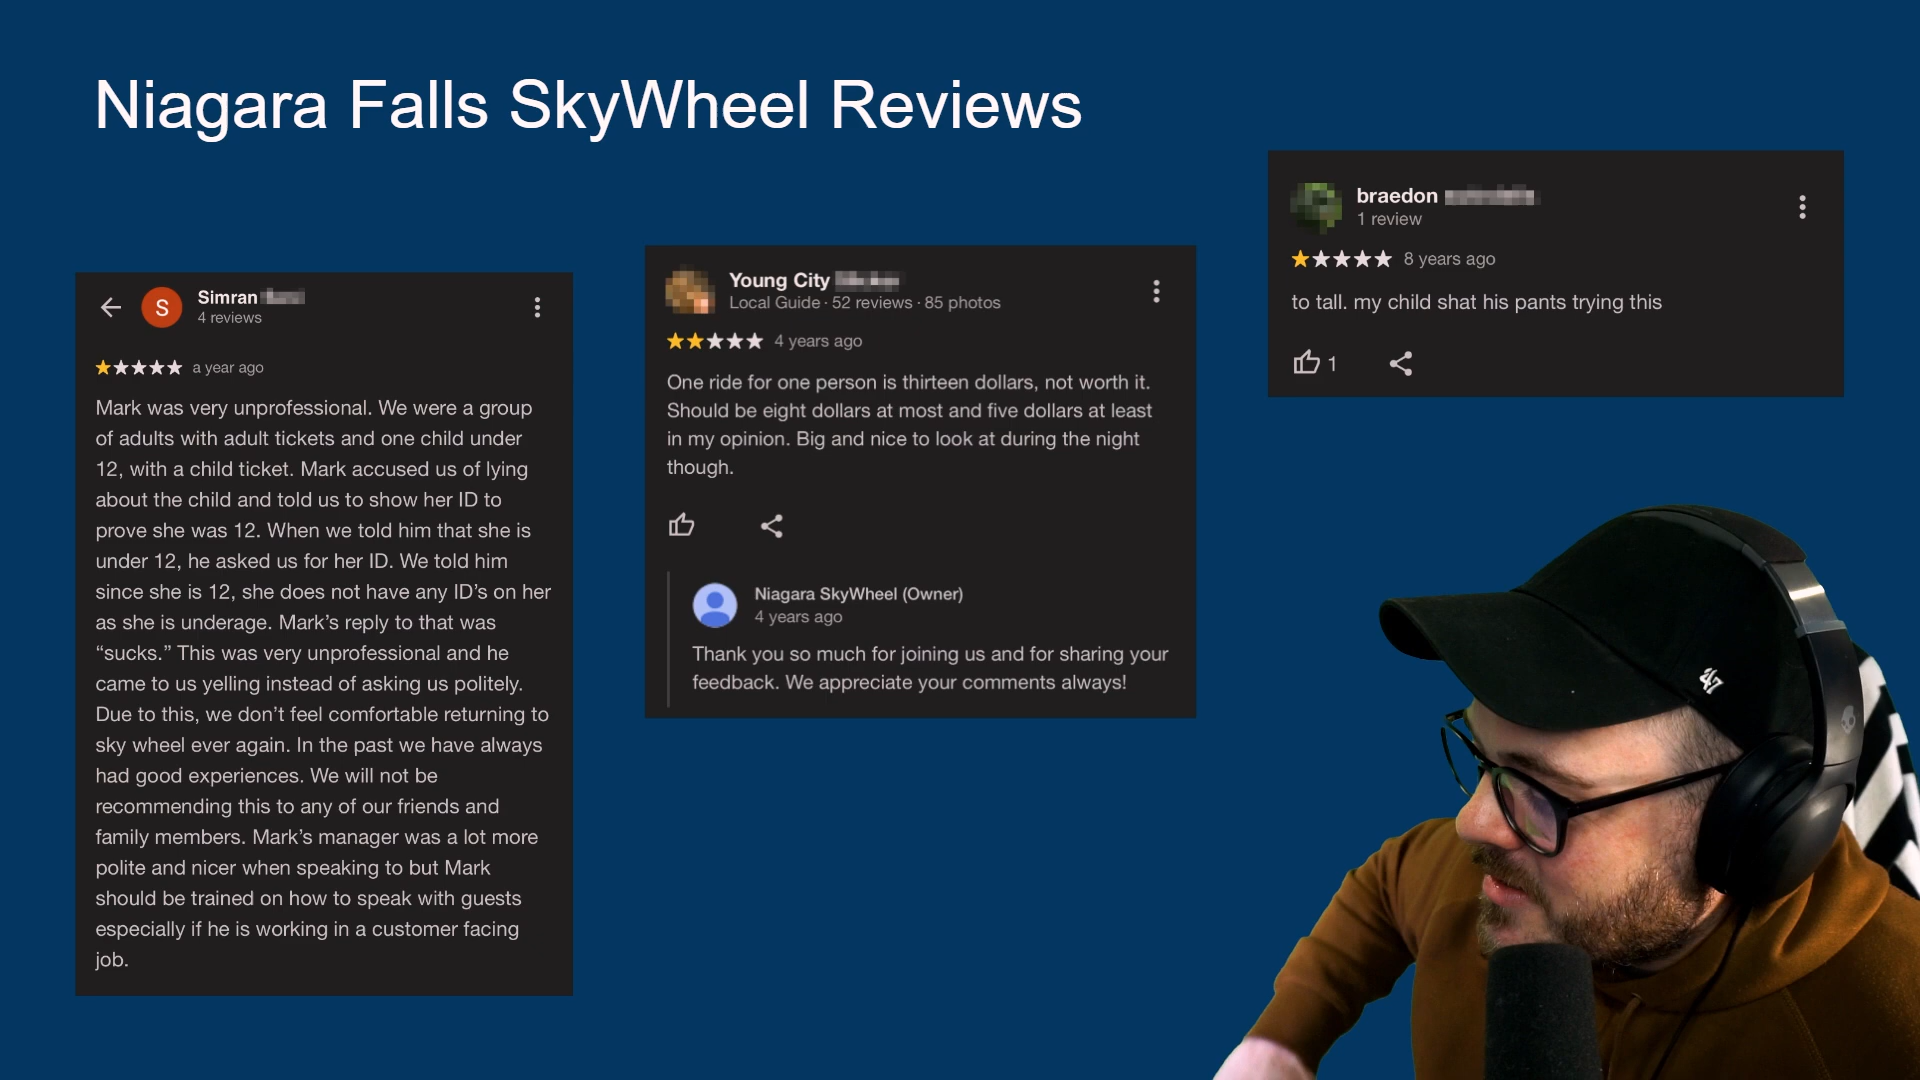 Niagara Falls SkyWheel Reviews
S
Simran
4 reviews
a year ago
Mark was very unprofessional. We were a group
of adults with adult tickets and one child under
12, with a child ticket. Mark accused us of lying
about the child and told us to show her ID to
prove she was 12. When we told him that she is
under 12, he asked us for her ID. We told him
since she is 12, she does not have any ID’s on her
as she is underage. Mark’s reply to that was
“sucks.” This was very unprofessional and he
came to us yelling instead of asking us politely.
Due to this, we don’t feel comfortable returning to
sky wheel ever again. In the past we have always
had good experiences. We will not be
recommending this to any of our friends and
family members. Mark’s manager was a lot more
polite and nicer when speaking to but Mark
should be trained on how to speak with guests
especially if he is working in a customer facing
job.
Young City
Local Guide · 52 reviews · 85 photos
4 years ago
One ride for one person is thirteen dollars, not worth it.
Should be eight dollars at most and five dollars at least
in my opinion. Big and nice to look at during the night
though.
Niagara SkyWheel (Owner)
4 years ago
Thank you so much for joining us and for sharing your
feedback. We appreciate your comments always!
braedon
1 review
8 years ago
to tall. my child shat his pants trying this
1
47